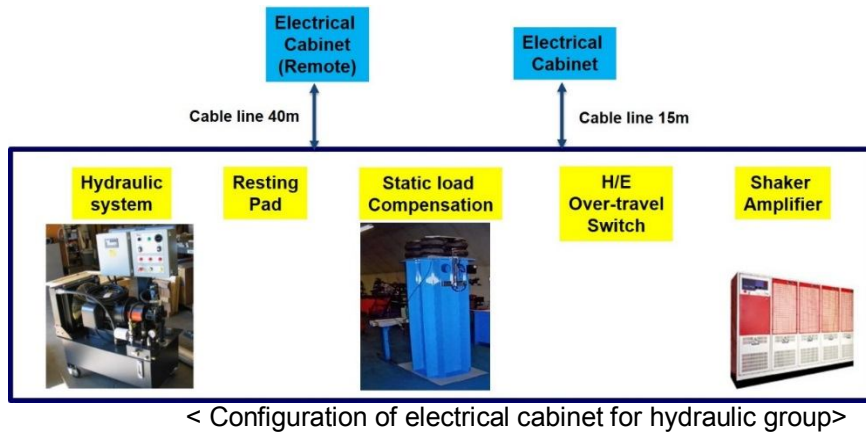 Electrical
Cabinet
(Remote)
Electrical
Cabinet
Cable line 40m
Cable line 15m
Hydraulic
system
Resting
Pad
Static load
Compensation
H/E
Over-travel
Switch
Shaker
Amplifier
< Configuration of electrical cabinet for hydraulic group>